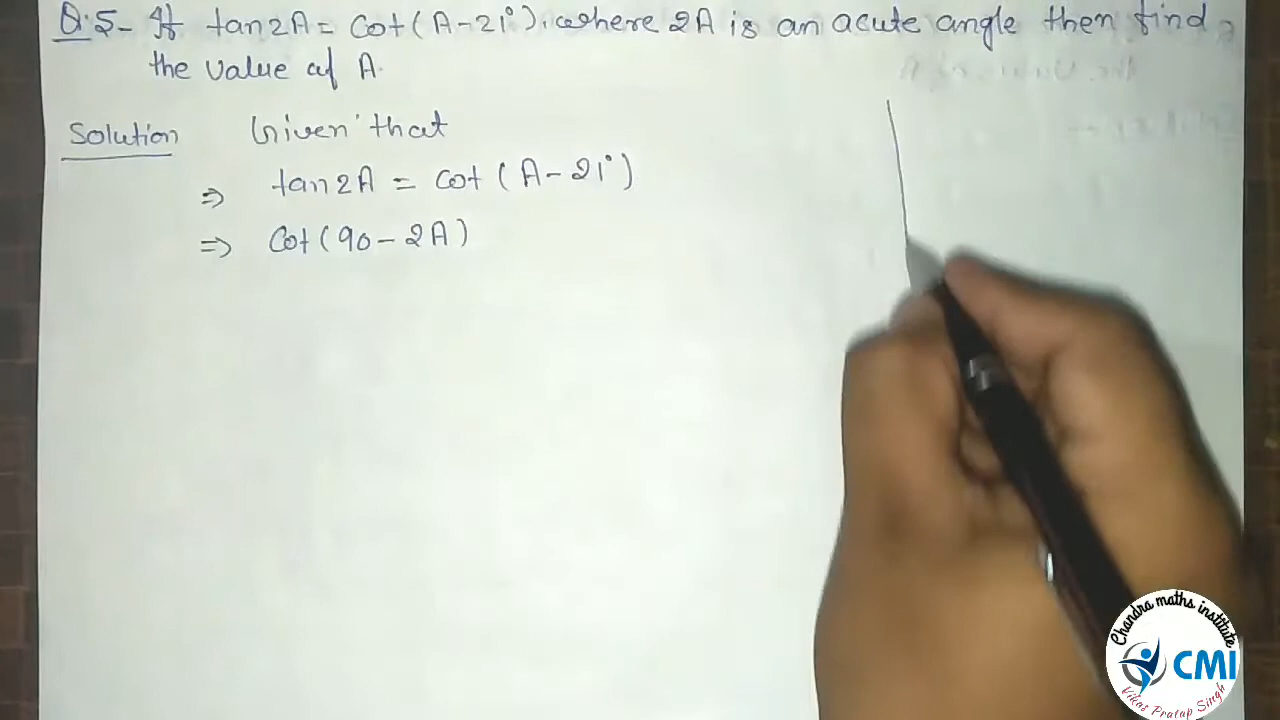 Q.5- If tan2A = Cot(A-21°). where 2A is an acute angle then find
the value of A.
Solution Given that
⇒ tan2A = Cot(A-21°)
⇒ Cot(90-2A)
Chandra maths institute
CMI
Vikas Pratap Singh